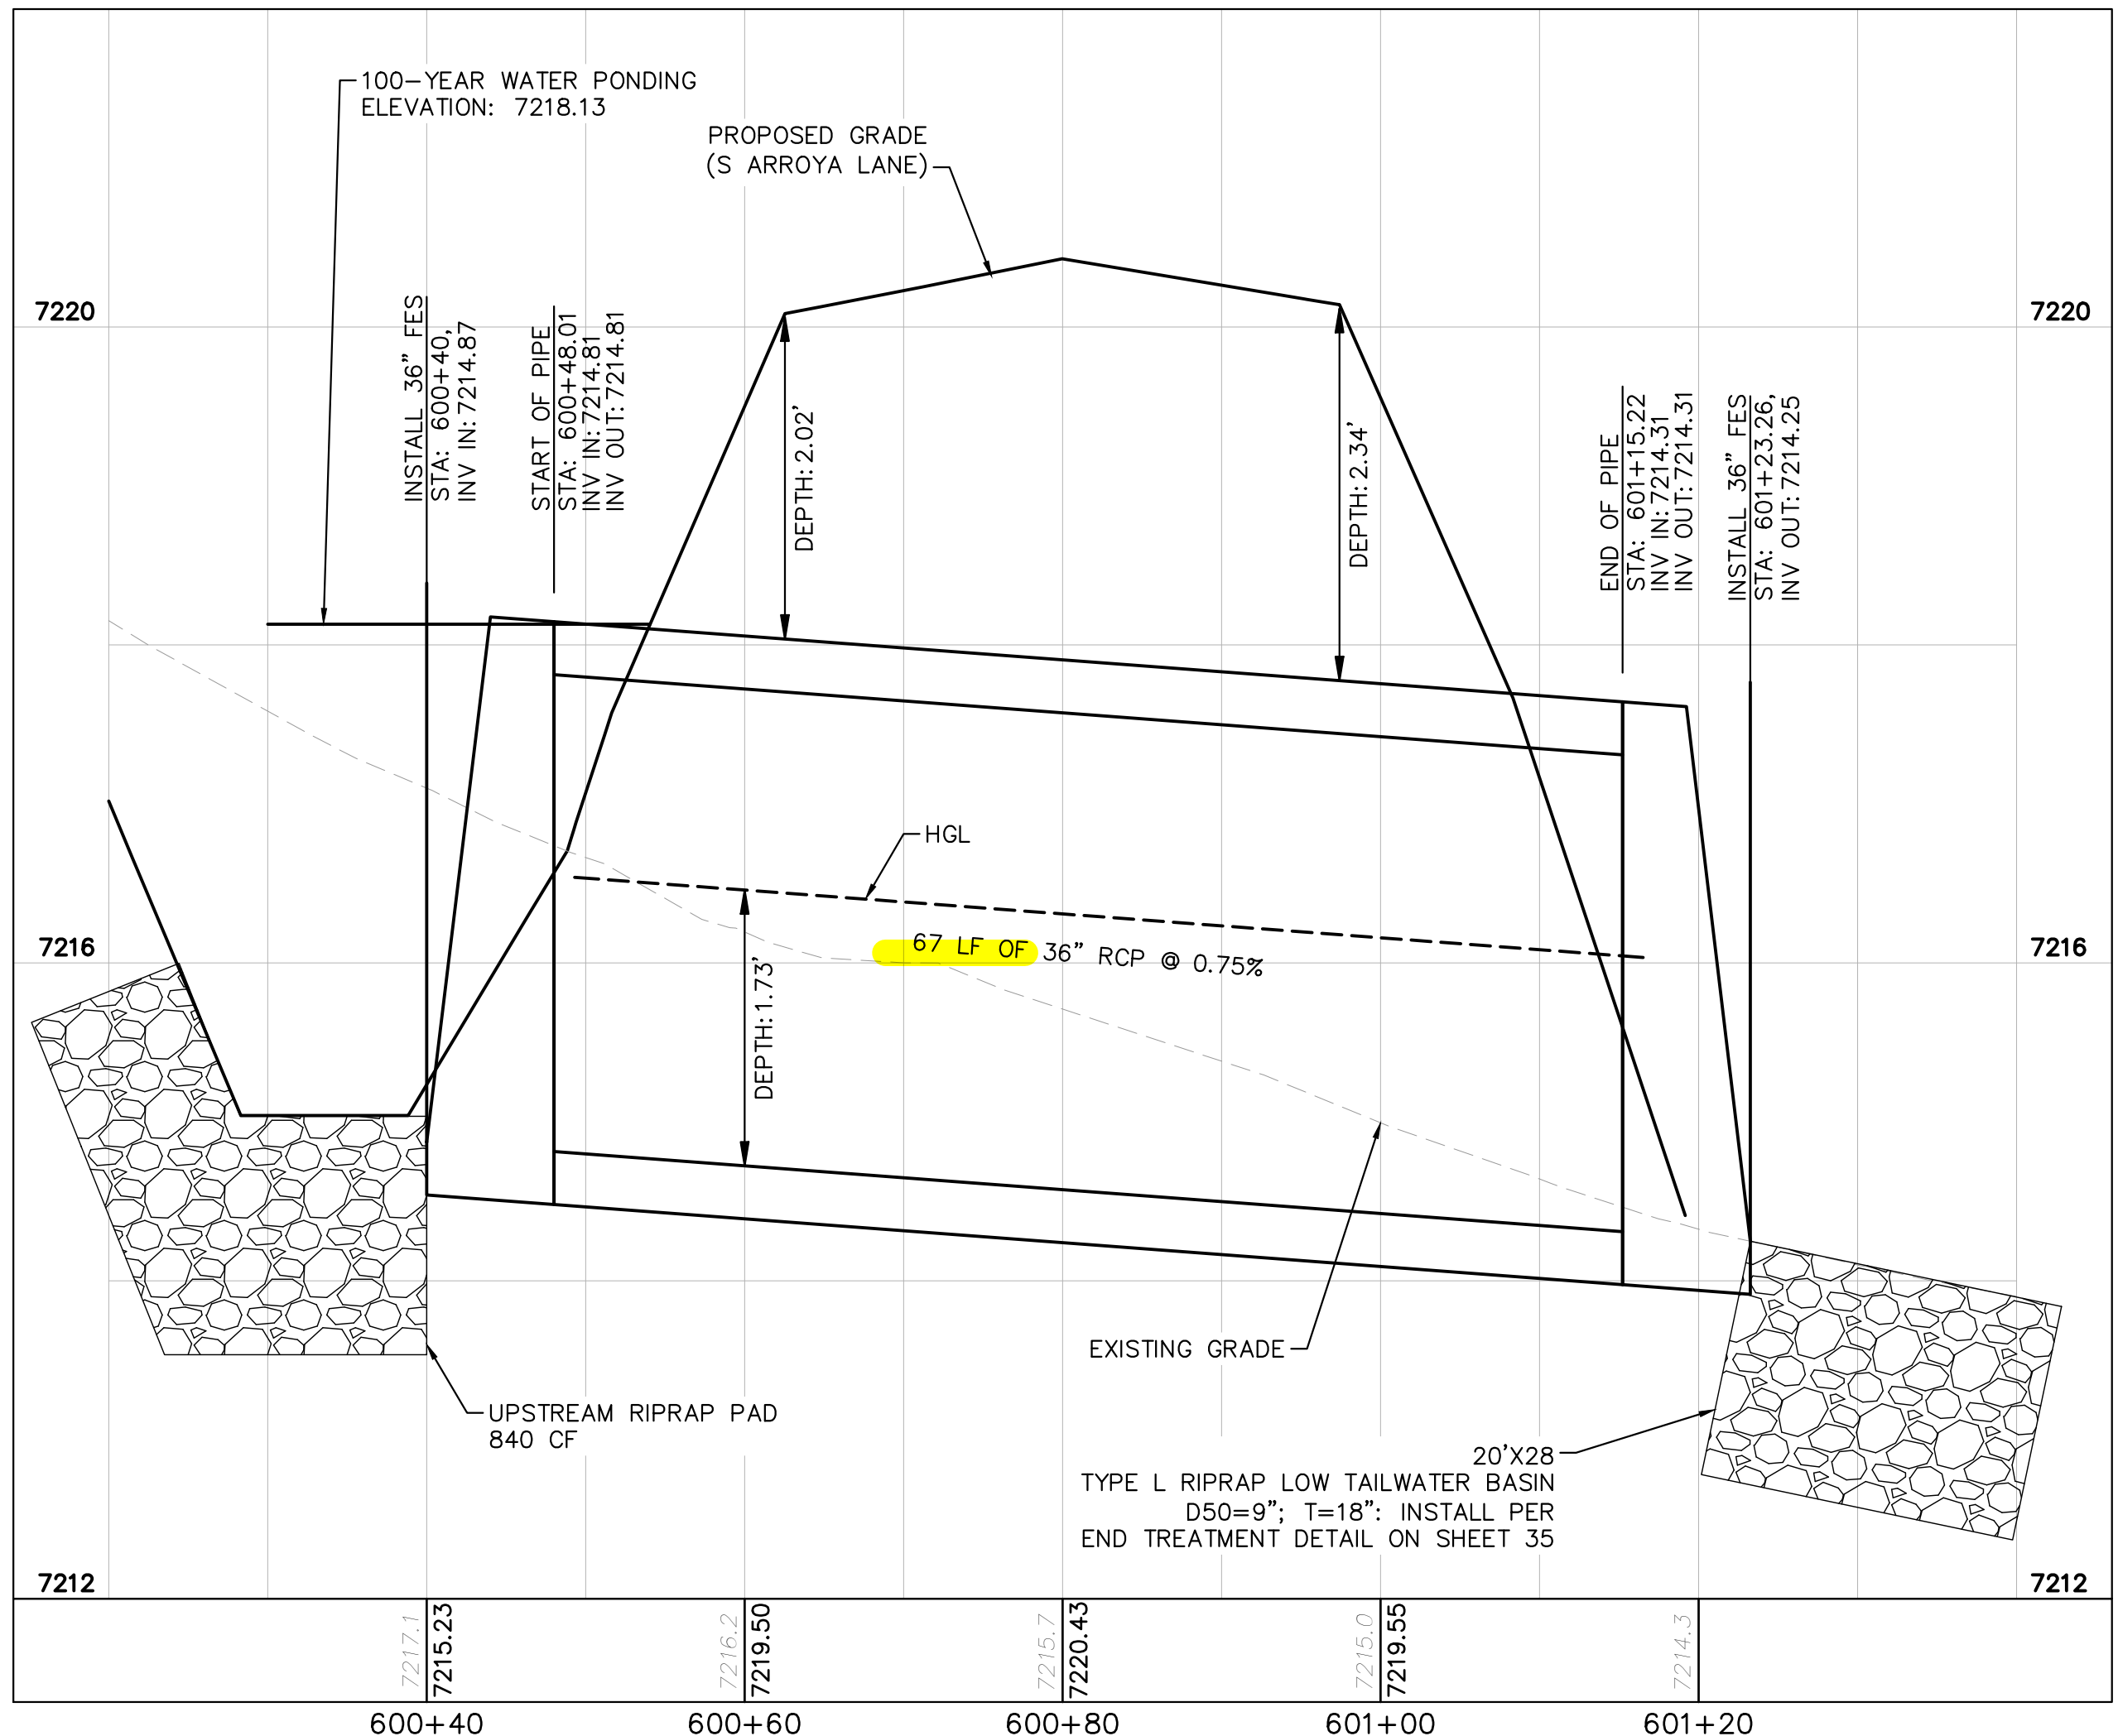 100-YEAR WATER PONDING
ELEVATION: 7218.13
PROPOSED GRADE
(S ARROYA LANE)
7220
7220
INSTALL 36" FES
STA: 600+40,
INV IN: 7214.87
START OF PIPE
STA: 600+48.01
INV IN: 7214.81
INV OUT: 7214.81
DEPTH: 2.02'
DEPTH: 2.34'
END OF PIPE
STA: 601+15.22
INV IN: 7214.31
INV OUT: 7214.31
INSTALL 36" FES
STA: 601+23.26,
INV OUT: 7214.25
HGL
7216
67 LF OF 36" RCP @ 0.75%
7216
DEPTH: 1.73'
EXISTING GRADE
UPSTREAM RIPRAP PAD
840 CF
20'X28
TYPE L RIPRAP LOW TAILWATER BASIN
D50=9"; T=18": INSTALL PER
END TREATMENT DETAIL ON SHEET 35
7212
7212
7217.1
7215.23
7216.2
7219.50
7215.7
7220.43
7215.0
7219.55
7214.3
600+40
600+60
600+80
601+00
601+20